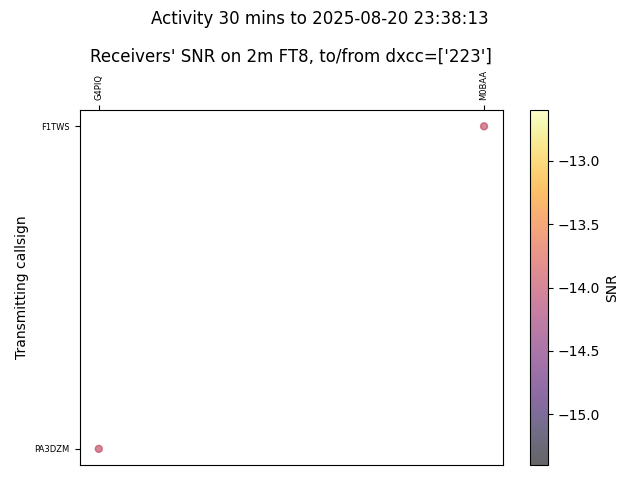 Activity 30 mins to 2025-08-20 23:38:13
Receivers' SNR on 2m FT8, to/from dxcc=['223']
G4PIQ
M0BAA
F1TWS
PA3DZM
Transmitting callsign
−13.0
−13.5
−14.0
−14.5
−15.0
SNR